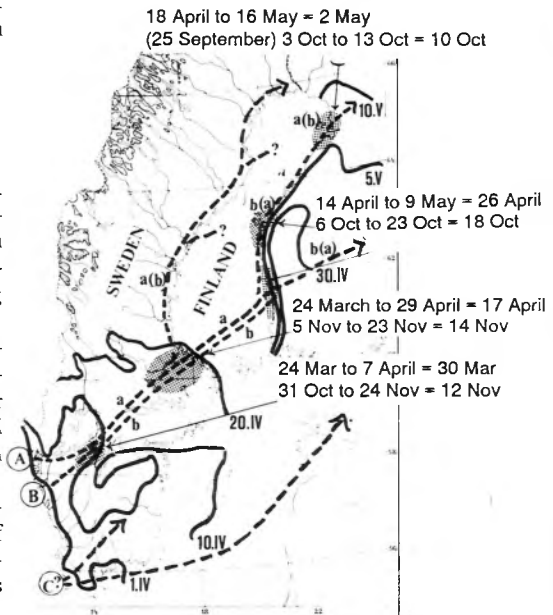 18 April to 16 May = 2 May
(25 September) 3 Oct to 13 Oct = 10 Oct
a(b)
10.V
?
5.V
14 April to 9 May = 26 April
6 Oct to 23 Oct = 18 Oct
b(a)
?
b(a)
SWEDEN
FINLAND
a(b)
30.IV
24 March to 29 April = 17 April
5 Nov to 23 Nov = 14 Nov
a
b
24 Mar to 7 April = 30 Mar
31 Oct to 24 Nov = 12 Nov
a
b
20.IV
A
B
10.IV
C?
1.IV